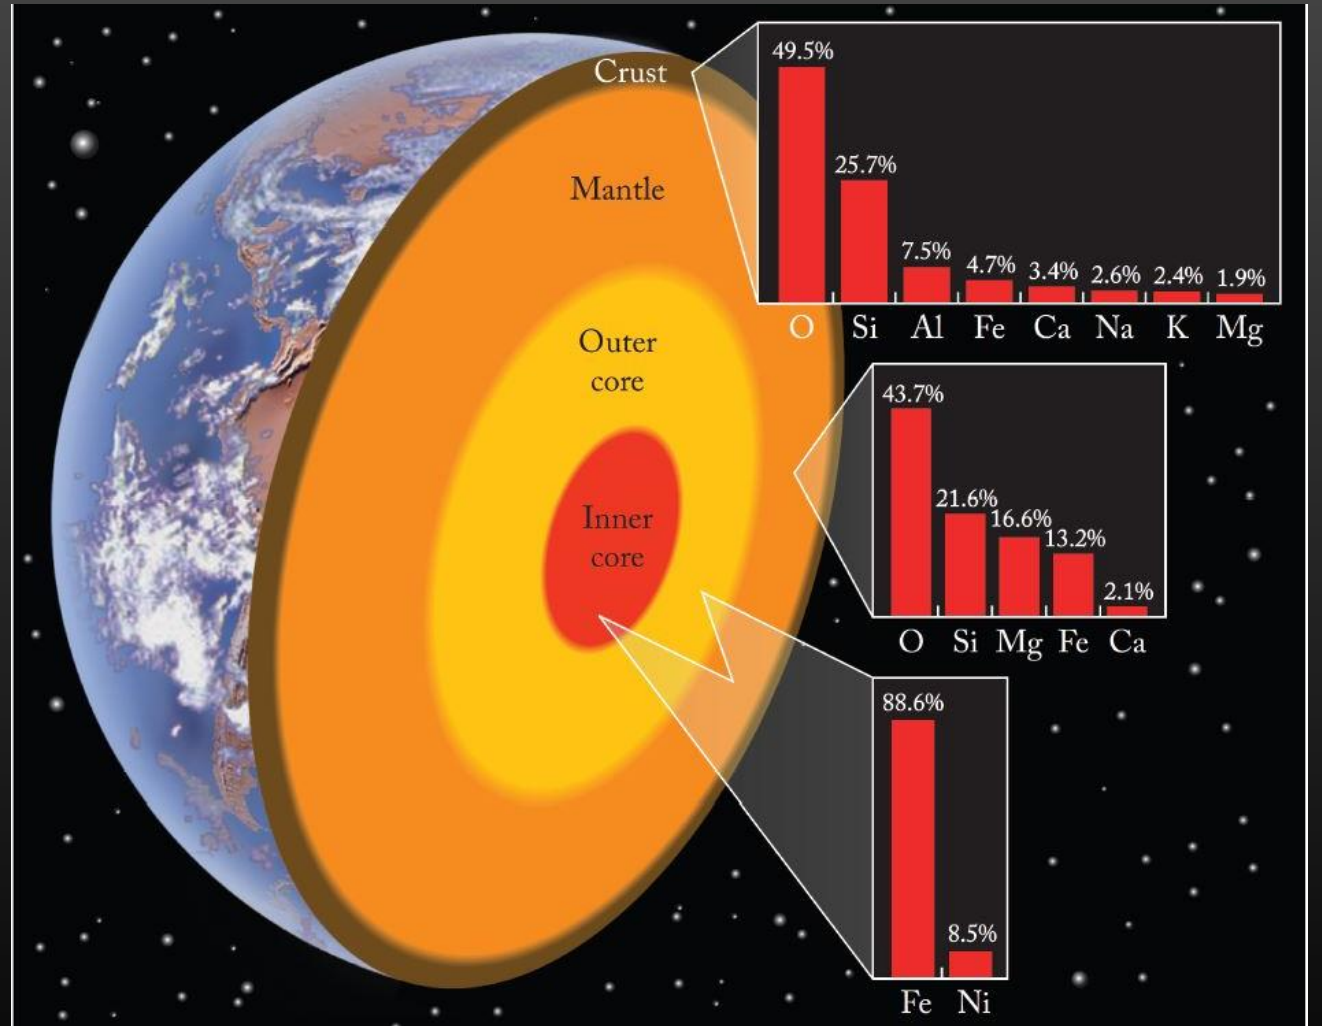 Crust
Mantle
Outer
core
Inner
core
49.5%
25.7%
7.5%
4.7%
3.4%
2.6%
2.4%
1.9%
O Si Al Fe Ca Na K Mg
43.7%
21.6%
16.6%
13.2%
2.1%
O Si Mg Fe Ca
88.6%
8.5%
Fe Ni